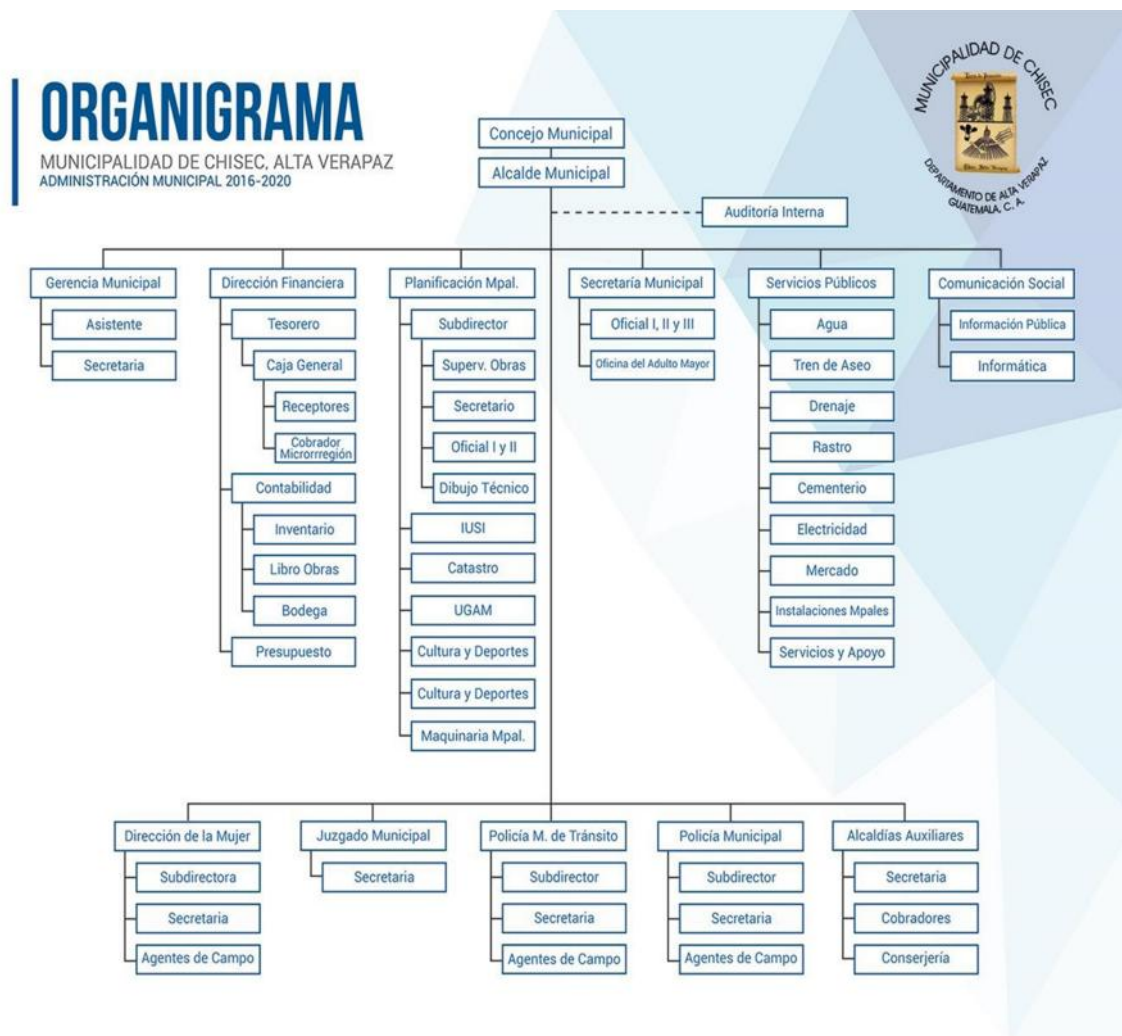 ORGANIGRAMA
MUNICIPALIDAD DE CHISEC, ALTA VERAPAZ
ADMINISTRACIÓN MUNICIPAL 2016-2020
MUNICIPALIDAD DE CHISEC
DEPARTAMENTO DE ALTA VERAPAZ
GUATEMALA, C. A.
Concejo Municipal
Alcalde Municipal
Auditoría Interna
Gerencia Municipal
Asistente
Secretaria
Dirección Financiera
Tesorero
Caja General
Receptores
Cobrador
Microrrregión
Contabilidad
Inventario
Libro Obras
Bodega
Presupuesto
Planificación Mpal.
Subdirector
Superv. Obras
Secretario
Oficial I y II
Dibujo Técnico
IUSI
Catastro
UGAM
Cultura y Deportes
Cultura y Deportes
Maquinaria Mpal.
Secretaría Municipal
Oficial I, II y III
Oficina del Adulto Mayor
Servicios Públicos
Agua
Tren de Aseo
Drenaje
Rastro
Cementerio
Electricidad
Mercado
Instalaciones Mpales
Servicios y Apoyo
Comunicación Social
Información Pública
Informática
Dirección de la Mujer
Subdirectora
Secretaria
Agentes de Campo
Juzgado Municipal
Secretaria
Policía M. de Tránsito
Subdirector
Secretaria
Agentes de Campo
Policía Municipal
Subdirector
Secretaria
Agentes de Campo
Alcaldías Auxiliares
Secretaria
Cobradores
Conserjería